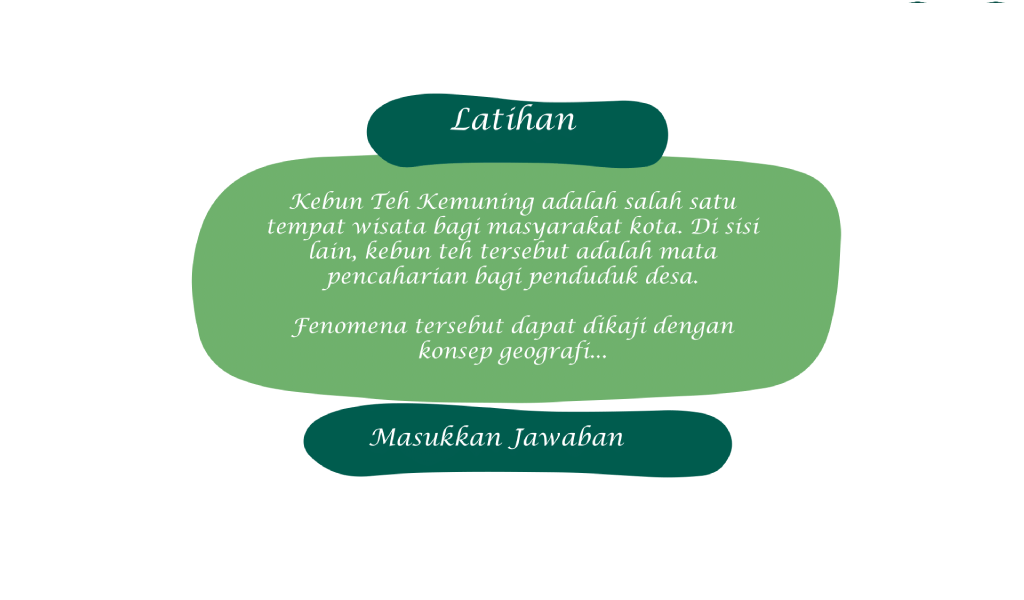 Latihan
Kebun Teh Kemuning adalah salah satu
tempat wisata bagi masyarakat kota. Di sisi
lain, kebun teh tersebut adalah mata
pencaharian bagi penduduk desa.
Fenomena tersebut dapat dikaji dengan
konsep geografi...
Masukkan Jawaban